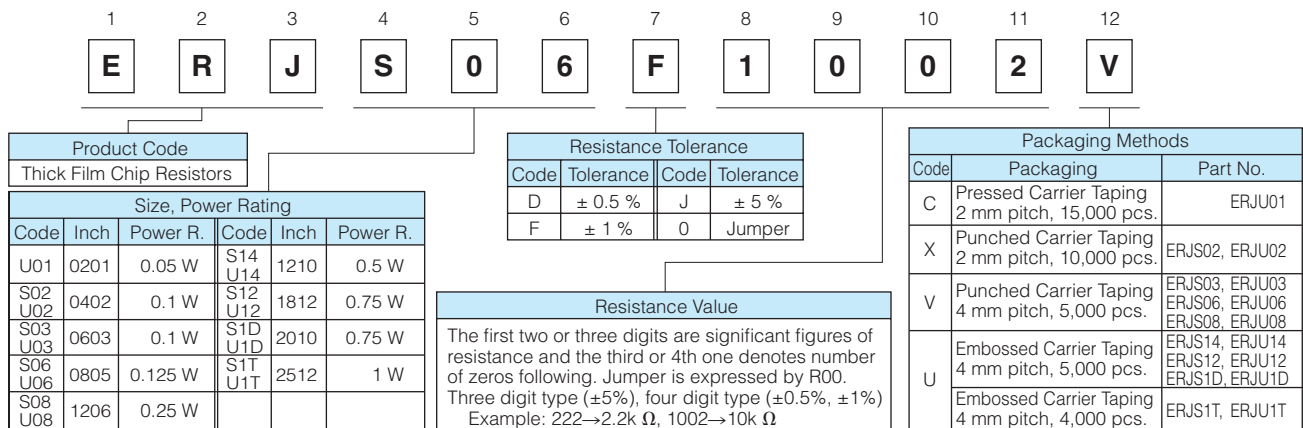 1 2 3 4 5 6 7 8 9 10 11 12
E R J S 0 6 F 1 0 0 2 V
Product Code
Thick Film Chip Resistors
Size, Power Rating
Code Inch Power R. Code Inch Power R.
U01 0201 0.05 W S14 U14 1210 0.5 W
S02 U02 0402 0.1 W S12 U12 1812 0.75 W
S03 U03 0603 0.1 W S1D U1D 2010 0.75 W
S06 U06 0805 0.125 W S1T U1T 2512 1 W
S08 U08 1206 0.25 W
Resistance Tolerance
Code Tolerance Code Tolerance
D ± 0.5 % J ± 5 %
F ± 1 % 0 Jumper
Resistance Value
The first two or three digits are significant figures of
resistance and the third or 4th one denotes number
of zeros following. Jumper is expressed by R00.
Three digit type (±5%), four digit type (±0.5%, ±1%)
Example: 222→2.2k Ω, 1002→10k Ω
Packaging Methods
Code Packaging Part No.
C Pressed Carrier Taping
2 mm pitch, 15,000 pcs. ERJU01
X Punched Carrier Taping
2 mm pitch, 10,000 pcs. ERJS02, ERJU02
V Punched Carrier Taping
4 mm pitch, 5,000 pcs.
ERJS03, ERJU03
ERJS06, ERJU06
ERJS08, ERJU08
U Embossed Carrier Taping
4 mm pitch, 5,000 pcs.
ERJS14, ERJU14
ERJS12, ERJU12
ERJS1D, ERJU1D
Embossed Carrier Taping
4 mm pitch, 4,000 pcs. ERJS1T, ERJU1T